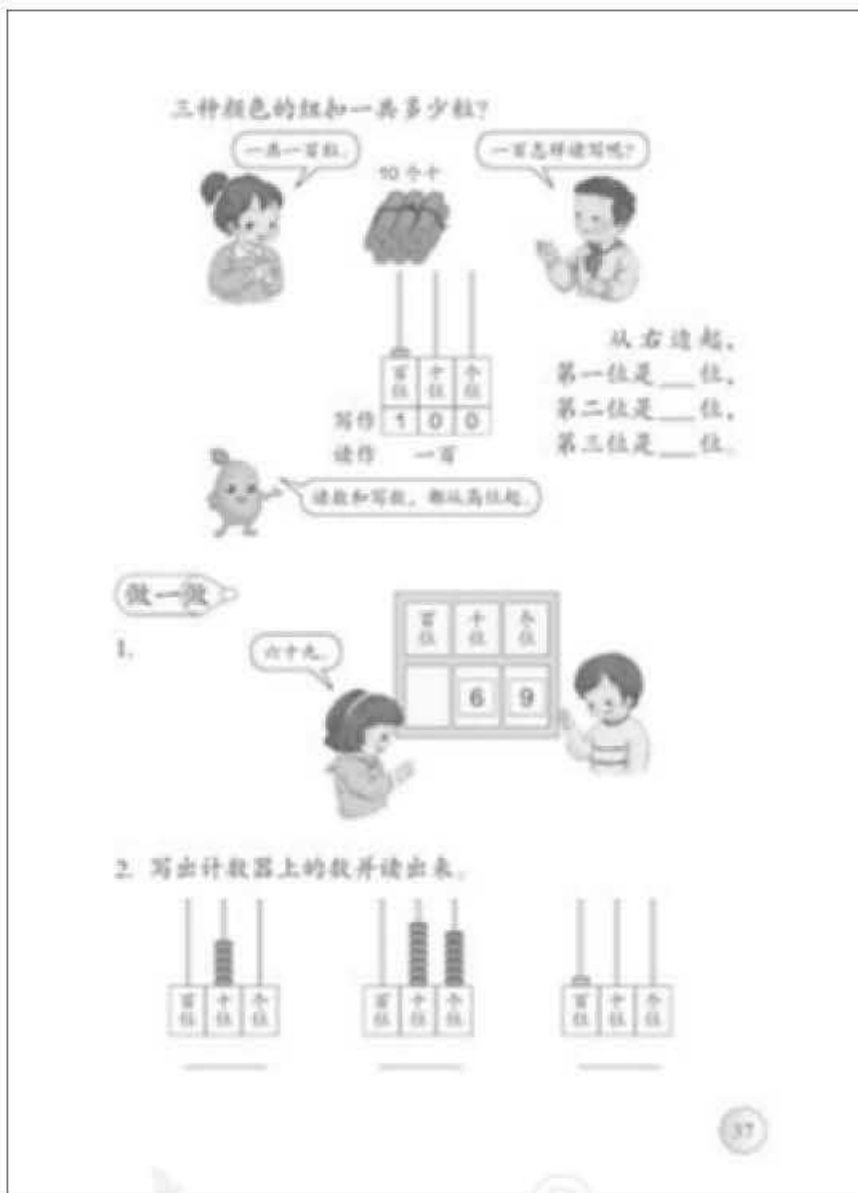 三种颜色的纽扣一共多少粒？
一共一百粒。
一百怎样读写呢？
10个十
百位 十位 个位
写作 1 0 0
读作 一百
从右边起，
第一位是__位，
第二位是__位，
第三位是__位。
读数和写数，都从高位起。
做一做
1.
六十九。
百位 十位 个位
6 9
2. 写出计数器上的数并读出来。
百位 十位 个位
百位 十位 个位
百位 十位 个位
37